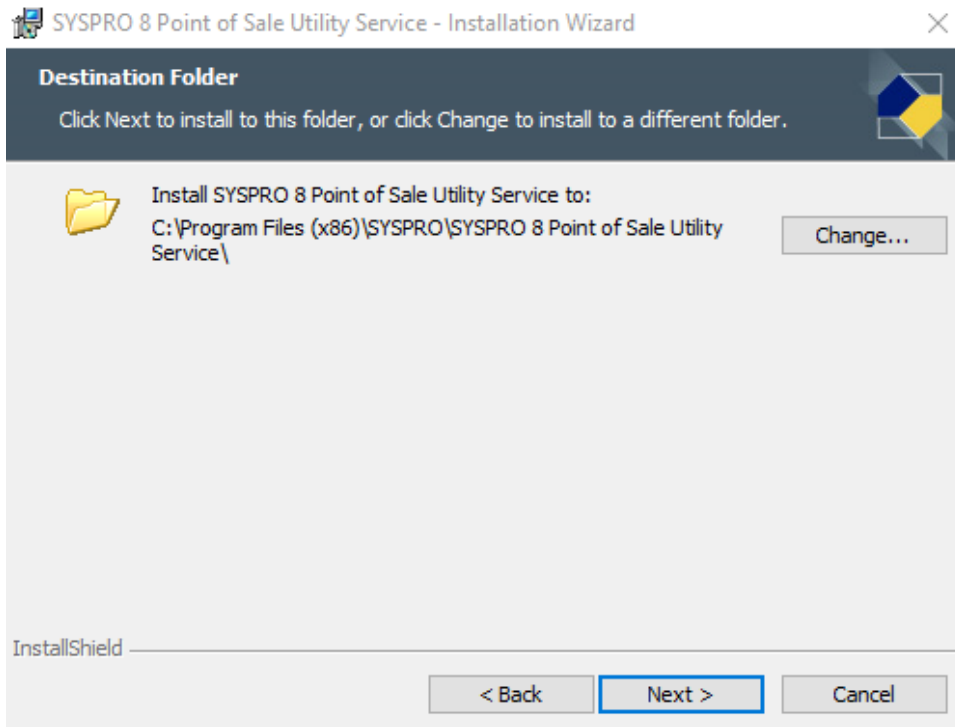 SYSPRO 8 Point of Sale Utility Service - Installation Wizard
Destination Folder
Click Next to install to this folder, or click Change to install to a different folder.
Install SYSPRO 8 Point of Sale Utility Service to:
C:\Program Files (x86)\SYSPRO\SYSPRO 8 Point of Sale Utility
Service\
Change...
InstallShield
< Back
Next >
Cancel